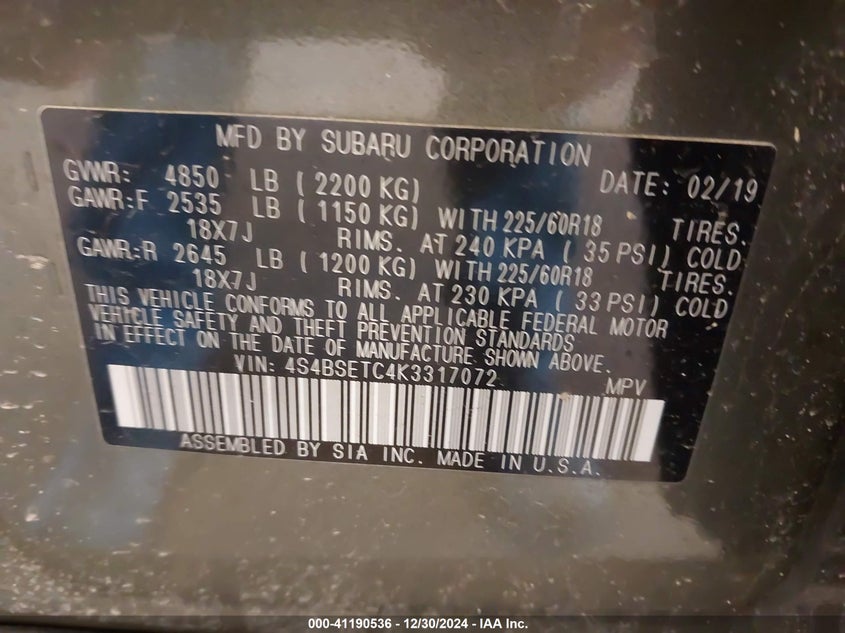 MFD BY SUBARU CORPORATION
GVWR: 4850 LB ( 2200 KG) DATE: 02/19
GAWR:F 2535 LB ( 1150 KG) WITH 225/60R18 TIRES.
18X7J RIMS. AT 240 KPA ( 35 PSI) COLD
GAWR:R 2645 LB ( 1200 KG) WITH 225/60R18 TIRES.
18X7J RIMS. AT 230 KPA ( 33 PSI) COLD
THIS VEHICLE CONFORMS TO ALL APPLICABLE FEDERAL MOTOR
VEHICLE SAFETY AND THEFT PREVENTION STANDARDS
IN EFFECT ON THE DATE OF MANUFACTURE SHOWN ABOVE.
VIN: 4S4BSETC4K3317072 MPV
ASSEMBLED BY SIA INC. MADE IN U.S.A.
000-41190536 - 12/30/2024 - IAA Inc.